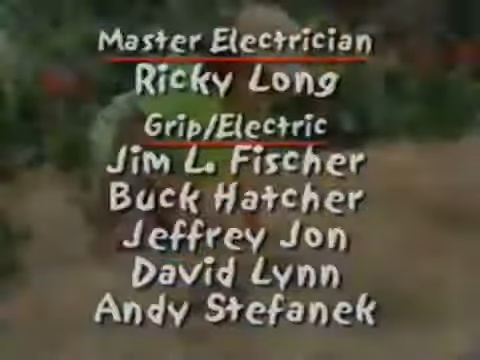 Master Electrician
Ricky Long
Grip/Electric
Jim L. Fischer
Buck Hatcher
Jeffrey Jon
David Lynn
Andy Stefanek